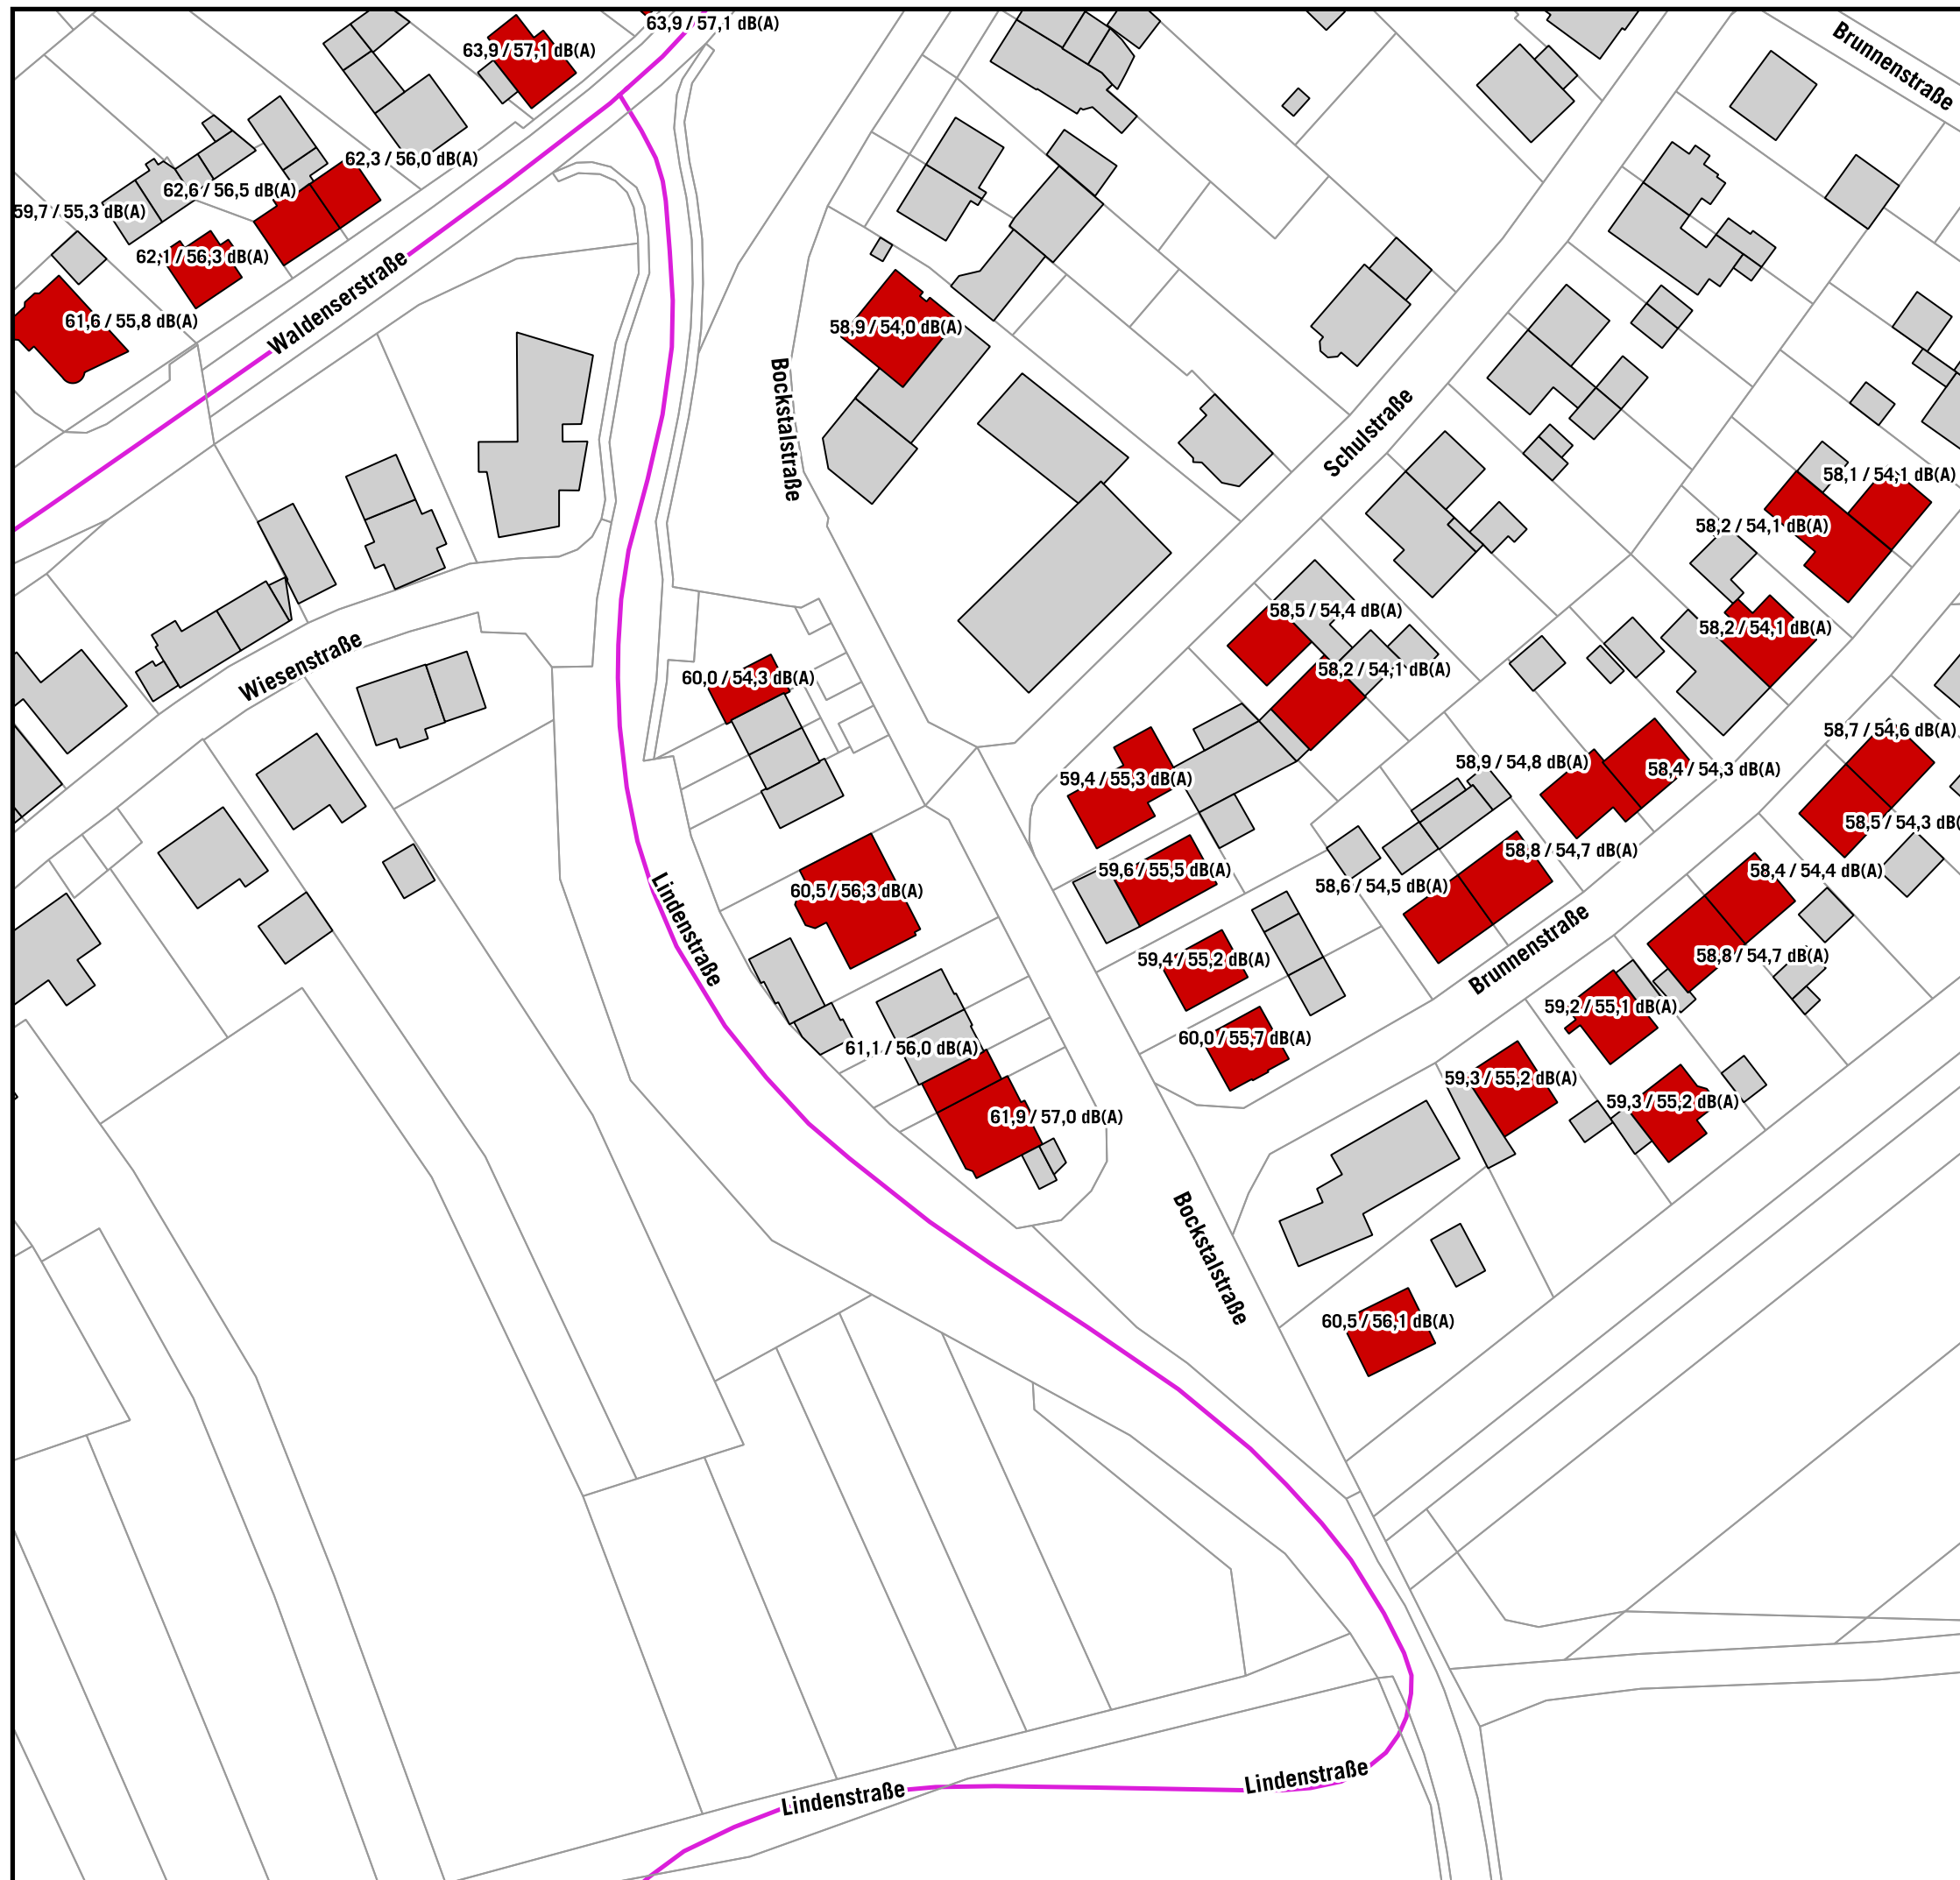 63,9 / 57,1 dB(A)
Brunnenstraße
63,9 / 57,1 dB(A)
62,3 / 56,0 dB(A)
62,6 / 56,5 dB(A)
59,7 / 55,3 dB(A)
62,1 / 56,3 dB(A)
61,6 / 55,8 dB(A)
Waldenserstraße
58,9 / 54,0 dB(A)
Bockstalstraße
Schulstraße
58,1 / 54,1 dB(A)
58,2 / 54,1 dB(A)
58,5 / 54,4 dB(A)
58,2 / 54,1 dB(A)
58,2 / 54,1 dB(A)
Wiesenstraße
60,0 / 54,3 dB(A)
58,7 / 54,6 dB(A)
58,9 / 54,8 dB(A)
58,4 / 54,3 dB(A)
59,4 / 55,3 dB(A)
58,5 / 54,3 dB(A
58,8 / 54,7 dB(A)
59,6 / 55,5 dB(A)
58,4 / 54,4 dB(A)
58,6 / 54,5 dB(A)
60,5 / 56,3 dB(A)
Lindenstraße
Brunnenstraße
59,4 / 55,2 dB(A)
58,8 / 54,7 dB(A)
59,2 / 55,1 dB(A)
60,0 / 55,7 dB(A)
61,1 / 56,0 dB(A)
59,3 / 55,2 dB(A)
59,3 / 55,2 dB(A)
61,9 / 57,0 dB(A)
Bockstalstraße
60,5 / 56,1 dB(A)
Lindenstraße
Lindenstraße